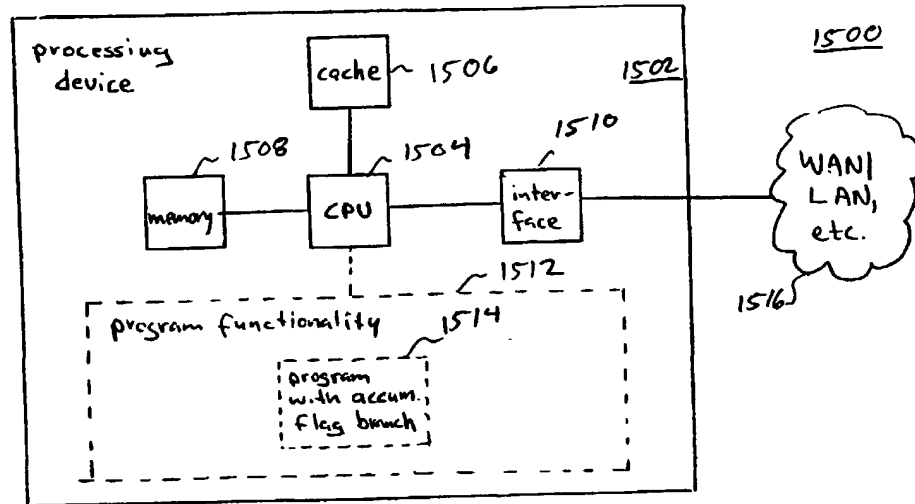 1500
processing
device
cache
1506
1502
1508
1504
1510
memory
CPU
inter-
face
WAN/
LAN,
etc.
1512
1516
program functionality
1514
program
with accum.
flag branch